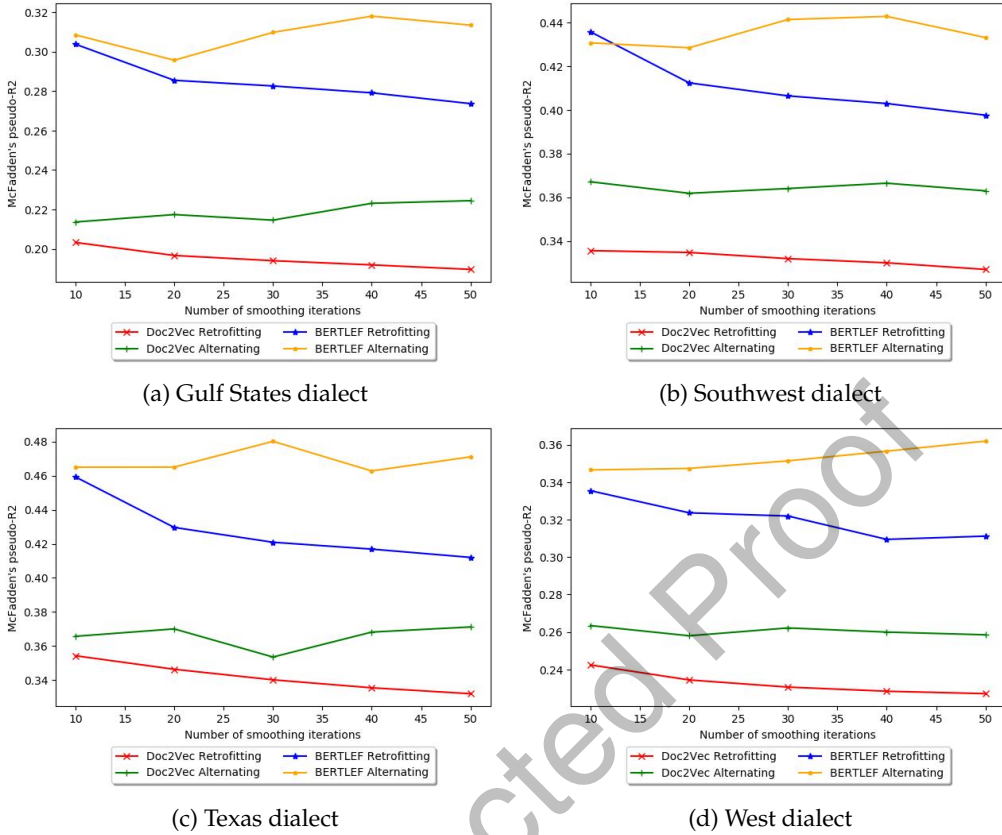 0.32
0.30
0.28
0.26
0.24
0.22
0.20
McFadden's pseudo-R2
10 15 20 25 30 35 40 45 50
Number of smoothing iterations
Doc2Vec Retrofitting BERTLEF Retrofitting
Doc2Vec Alternating BERTLEF Alternating
(a) Gulf States dialect
0.44
0.42
0.40
0.38
0.36
0.34
McFadden's pseudo-R2
10 15 20 25 30 35 40 45 50
Number of smoothing iterations
Doc2Vec Retrofitting BERTLEF Retrofitting
Doc2Vec Alternating BERTLEF Alternating
(b) Southwest dialect
0.48
0.46
0.44
0.42
0.40
0.38
0.36
0.34
McFadden's pseudo-R2
10 15 20 25 30 35 40 45 50
Number of smoothing iterations
Doc2Vec Retrofitting BERTLEF Retrofitting
Doc2Vec Alternating BERTLEF Alternating
(c) Texas dialect
0.36
0.34
0.32
0.30
0.28
0.26
0.24
McFadden's pseudo-R2
10 15 20 25 30 35 40 45 50
Number of smoothing iterations
Doc2Vec Retrofitting BERTLEF Retrofitting
Doc2Vec Alternating BERTLEF Alternating
(d) West dialect
cted Proof